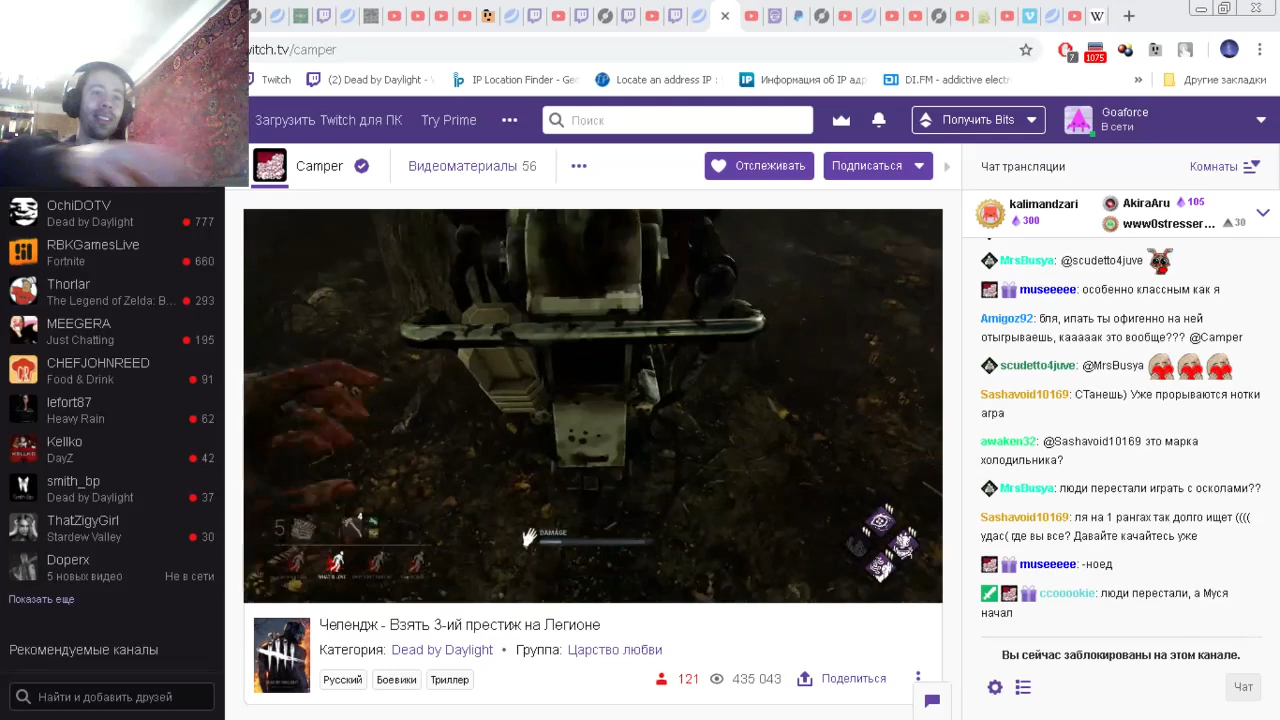 itch.tv/camper
7
1075
Twitch
(2) Dead by Daylight -
IP Location Finder - Ge
Locate an address IP :
Информация об IP адр
DI.FM - addictive elect
»
Другие закладки
Загрузить Twitch для ПК
Try Prime
Поиск
Получить Bits
Goaforce
В сети
Camper
Видеоматериалы 56
Отслеживать
Подписаться
Чат трансляции
Комнаты
OchiDOTV
Dead by Daylight
777
RBKGamesLive
Fortnite
660
Thorlar
The Legend of Zelda: B...
293
MEEGERA
Just Chatting
195
CHEFJOHNREED
Food & Drink
91
lefort87
Heavy Rain
62
Kellko
DayZ
42
smith_bp
Dead by Daylight
37
ThatZigyGirl
Stardew Valley
30
Doperx
5 новых видео
Не в сети
Показать еще
Рекомендуемые каналы
Найти и добавить друзей
5
4
DAMAGE
Чепендж - Взять 3-ий престиж на Легионе
Категория: Dead by Daylight • Группа: Царство любви
Русский
Боевики
Триллер
121
435 043
Поделиться
kalimandzari
300
AkiraAru 105
www0stresser... 30
MrsBusya: @scudetto4juve
museeeee: особенно классным как я
Amigoz92: бля, ипать ты офигенно на ней
отыгрываешь, кааааак это вообще??? @Camper
scudetto4juve: @MrsBusya
Sashavoid10169: СТанешь) Уже прорываются нотки
агра
awaken32: @Sashavoid10169 это марка
холодильника?
MrsBusya: люди перестали играть с осколами??
Sashavoid10169: ля на 1 рангах так долго ищет ((((
удас( где вы все? Давайте качайтесь уже
museeeee: -ноед
ccooookie: люди перестали, а Муся
начал
Вы сейчас заблокированы на этом канале.
Чат